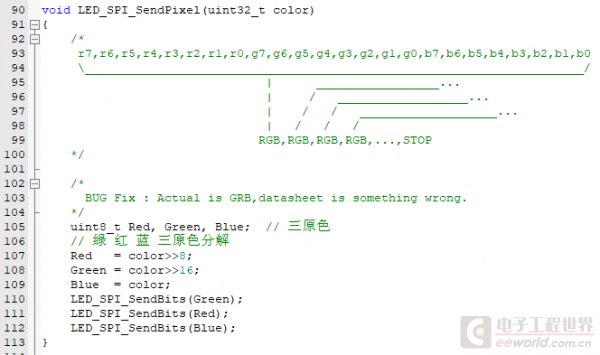 90 void LED_SPI_SendPixel(uint32_t color)
91 {
92 /*
93 r7,r6,r5,r4,r3,r2,r1,r0,g7,g6,g5,g4,g3,g2,g1,g0,b7,b6,b5,b4,b3,b2,b1,b0
94 \_____________________________________________________________________/
95 | __________________...
96 | / __________________...
97 | / / __________________...
98 | / / /
99 RGB,RGB,RGB,RGB,...,STOP
100 */
101
102 /*
103 BUG Fix : Actual is GRB,datasheet is something wrong.
104 */
105 uint8_t Red, Green, Blue; // 三原色
106 // 绿 红 蓝 三原色分解
107 Red = color>>8;
108 Green = color>>16;
109 Blue = color;
110 LED_SPI_SendBits(Green);
111 LED_SPI_SendBits(Red);
112 LED_SPI_SendBits(Blue);
113 }
电子工程世界
eeworld.com.cn